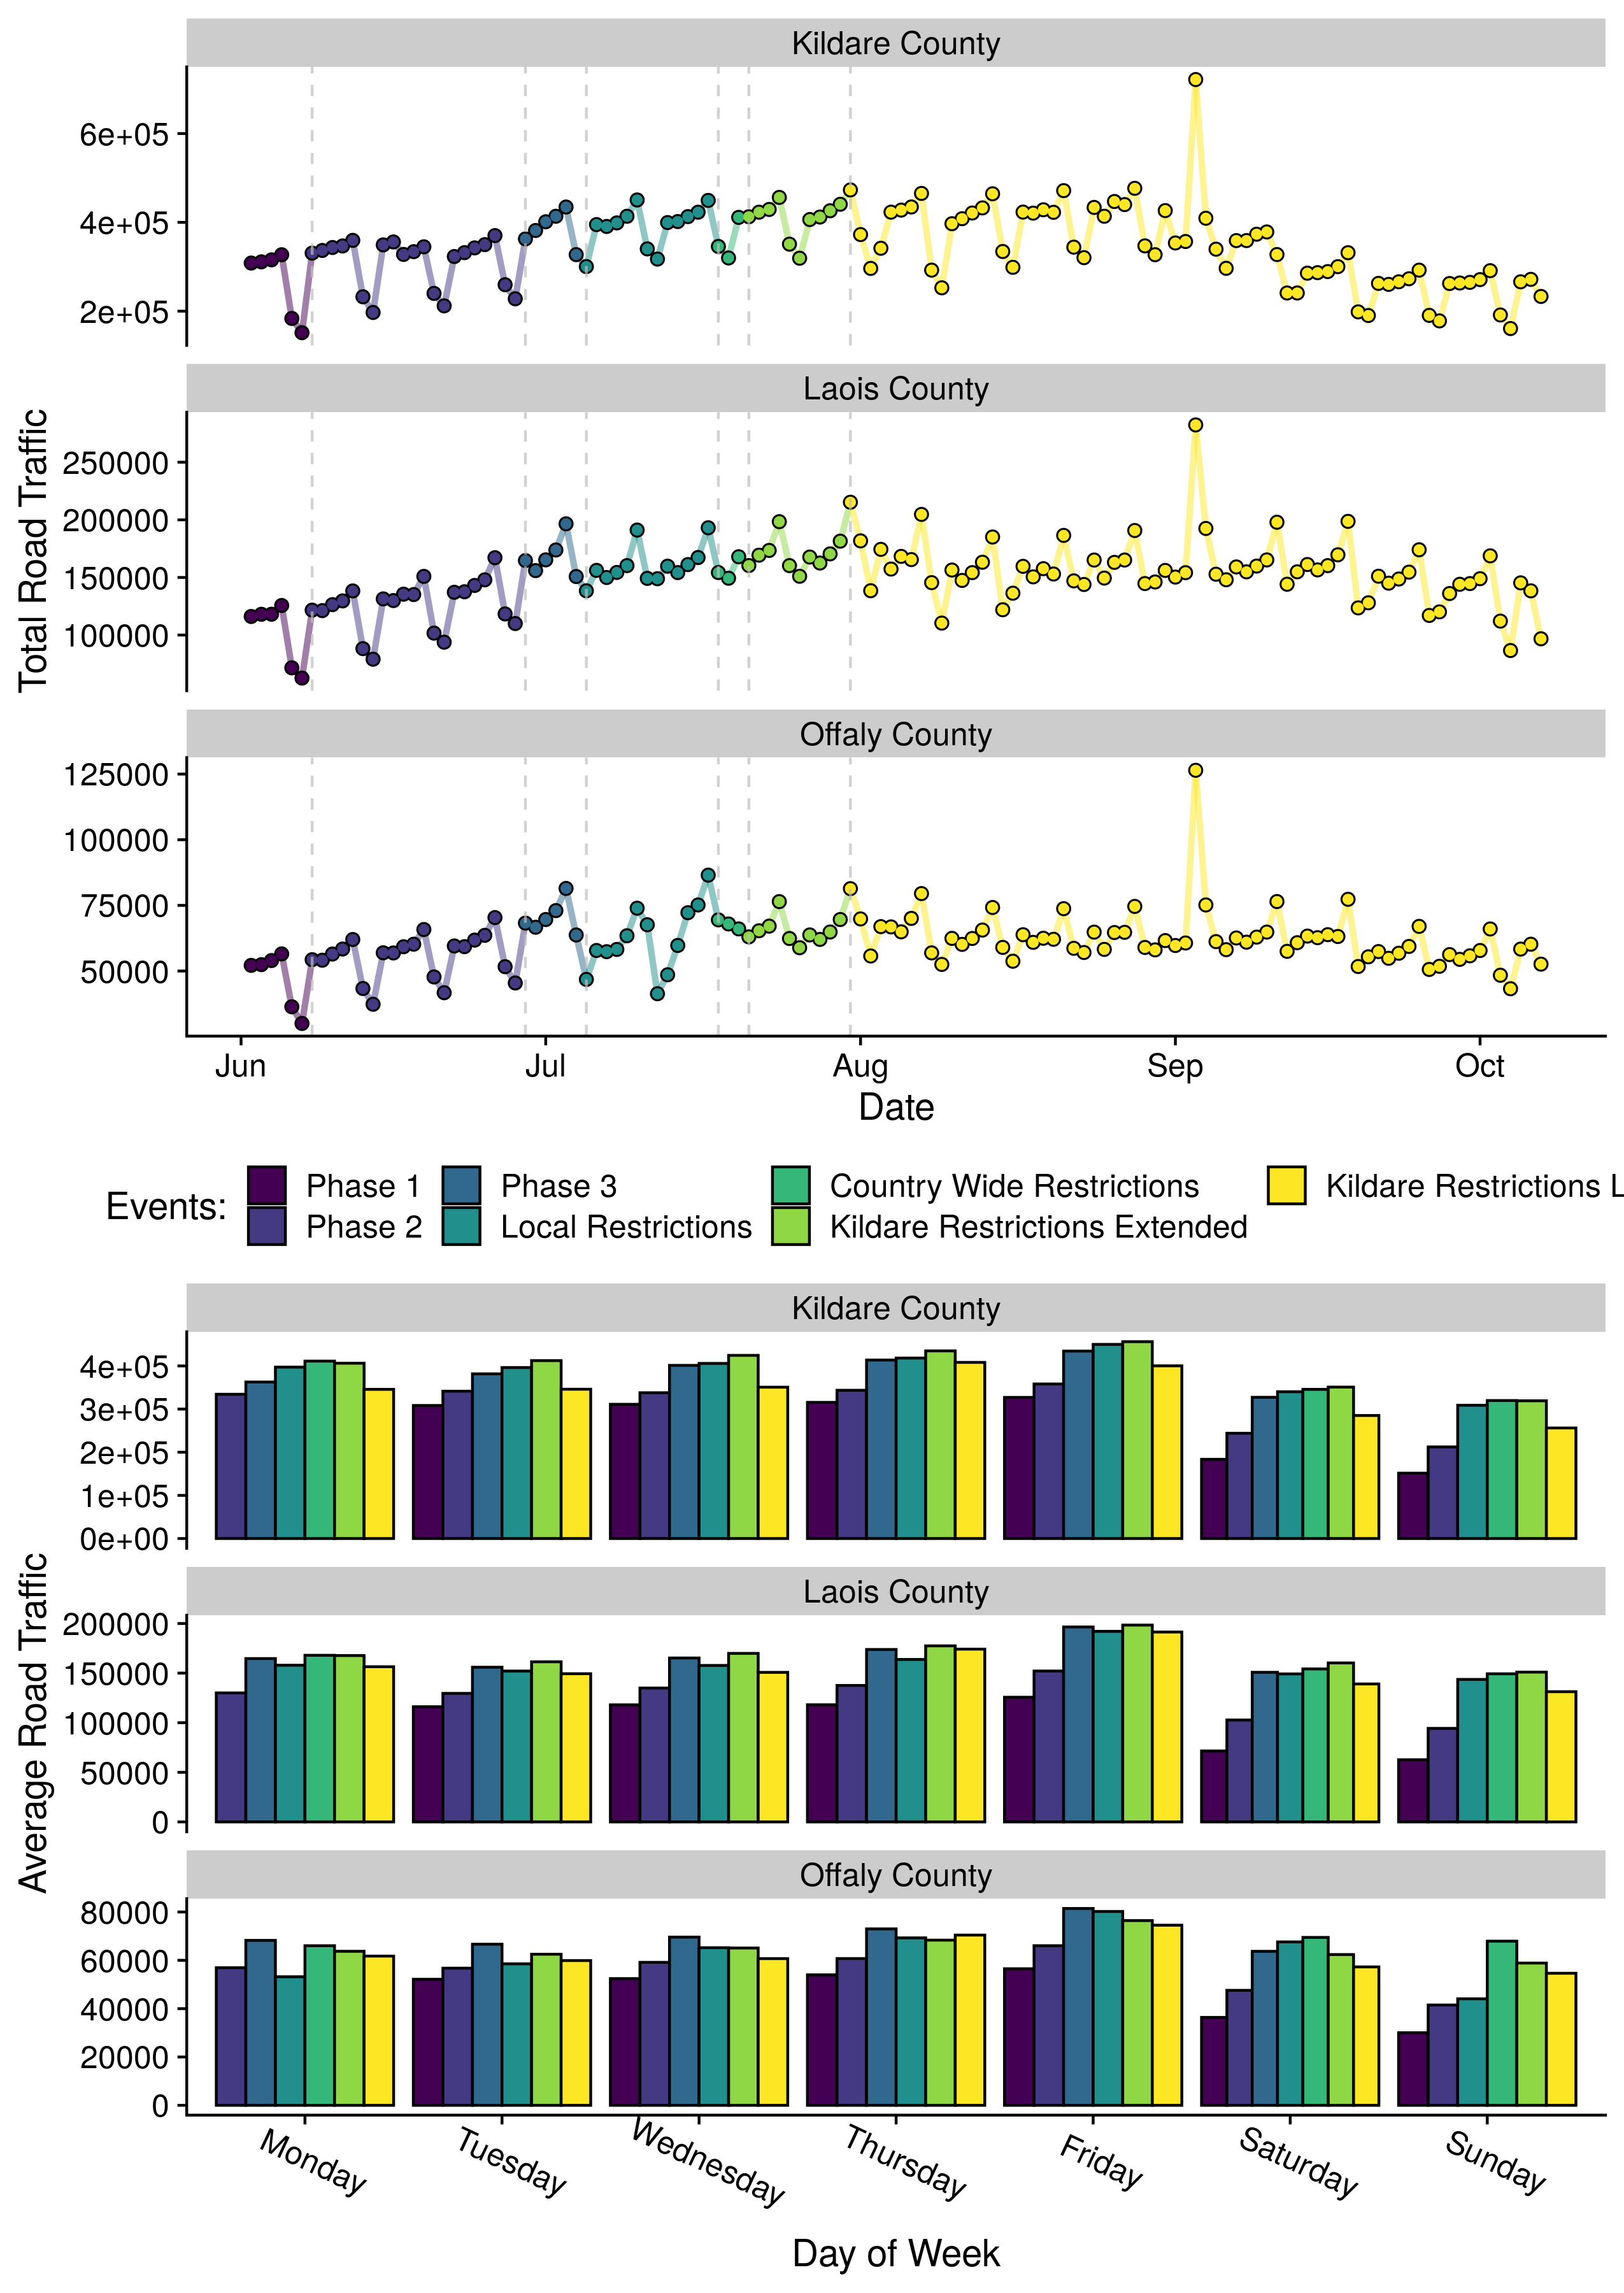 Kildare County
6e+05
4e+05
2e+05
Laois County
250000
200000
150000
100000
Offaly County
125000
100000
75000
50000
Total Road Traffic
Jun Jul Aug Sep Oct
Date
Events:
Phase 1 Phase 3 Country Wide Restrictions Kildare Restrictions L
Phase 2 Local Restrictions Kildare Restrictions Extended
Kildare County
4e+05
3e+05
2e+05
1e+05
0e+00
Laois County
200000
150000
100000
50000
0
Offaly County
80000
60000
40000
20000
0
Average Road Traffic
Monday Tuesday Wednesday Thursday Friday Saturday Sunday
Day of Week